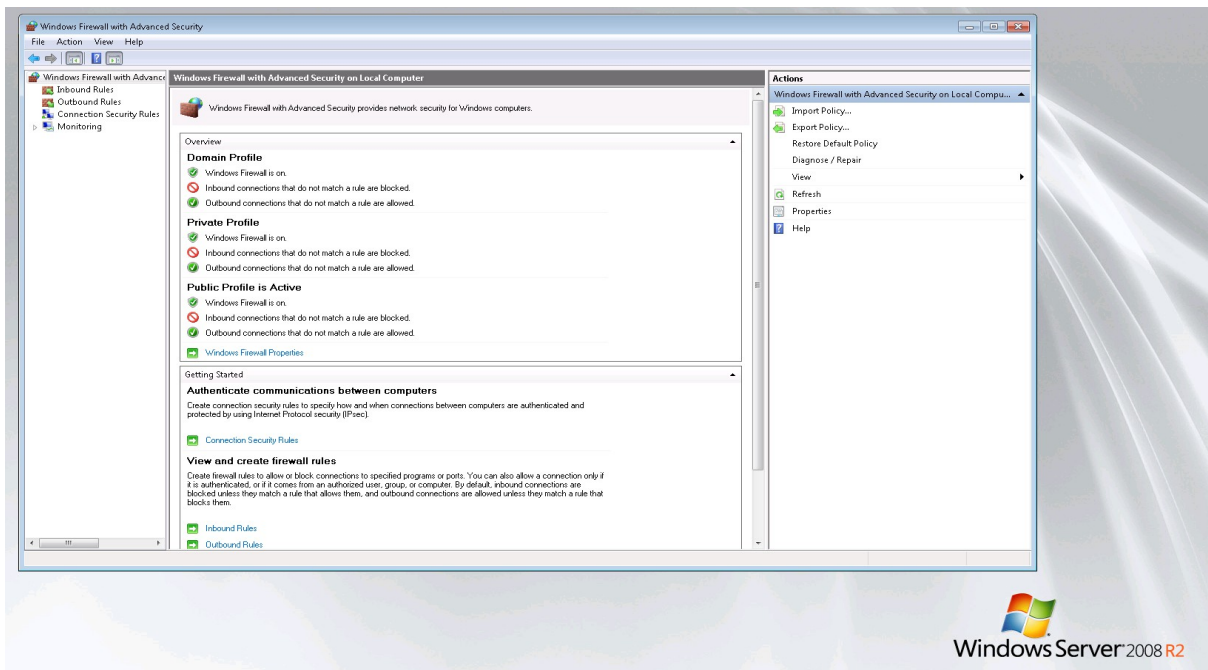 Windows Firewall with Advanced Security
File Action View Help
Windows Firewall with Advance
Inbound Rules
Outbound Rules
Connection Security Rules
Monitoring
Windows Firewall with Advanced Security on Local Computer
Windows Firewall with Advanced Security provides network security for Windows computers.
Overview
Domain Profile
Windows Firewall is on.
Inbound connections that do not match a rule are blocked.
Outbound connections that do not match a rule are allowed.
Private Profile
Windows Firewall is on.
Inbound connections that do not match a rule are blocked.
Outbound connections that do not match a rule are allowed.
Public Profile is Active
Windows Firewall is on.
Inbound connections that do not match a rule are blocked.
Outbound connections that do not match a rule are allowed.
Windows Firewall Properties
Getting Started
Authenticate communications between computers
Create connection security rules to specify how and when connections between computers are authenticated and
protected by using Internet Protocol security (IPsec).
Connection Security Rules
View and create firewall rules
Create firewall rules to allow or block connections to specified programs or ports. You can also allow a connection only if
it is authenticated, or if it comes from an authorized user, group, or computer. By default, inbound connections are
blocked unless they match a rule that allows them, and outbound connections are allowed unless they match a rule that
blocks them.
Inbound Rules
Outbound Rules
Actions
Windows Firewall with Advanced Security on Local Compu...
Import Policy...
Export Policy...
Restore Default Policy
Diagnose / Repair
View
Refresh
Properties
Help
Windows Server 2008 R2